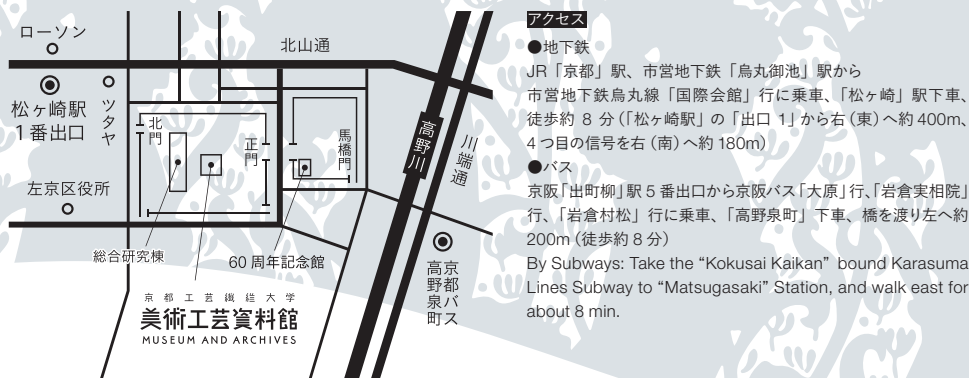 ローソン
北山通
松ヶ崎駅
1番出口
ツタヤ
北門
正門
馬橋門
高野川
川端通
左京区役所
総合研究棟
60周年記念館
京都バス
高野泉町
京都工芸繊維大学
美術工芸資料館
MUSEUM AND ARCHIVES
アクセス
●地下鉄
JR「京都」駅、市営地下鉄「烏丸御池」駅から
市営地下鉄烏丸線「国際会館」行に乗車、「松ヶ崎」駅下車、
徒歩約 8 分(「松ヶ崎駅」の「出口 1」から右(東)へ約400m、
4つ目の信号を右(南)へ約180m)
●バス
京阪「出町柳」駅5番出口から京阪バス「大原」行、「岩倉実相院」
行、「岩倉村松」行に乗車、「高野泉町」下車、橋を渡り左へ約
200m(徒歩約8分)
By Subways: Take the “Kokusai Kaikan” bound Karasuma
Lines Subway to “Matsugasaki” Station, and walk east for
about 8 min.